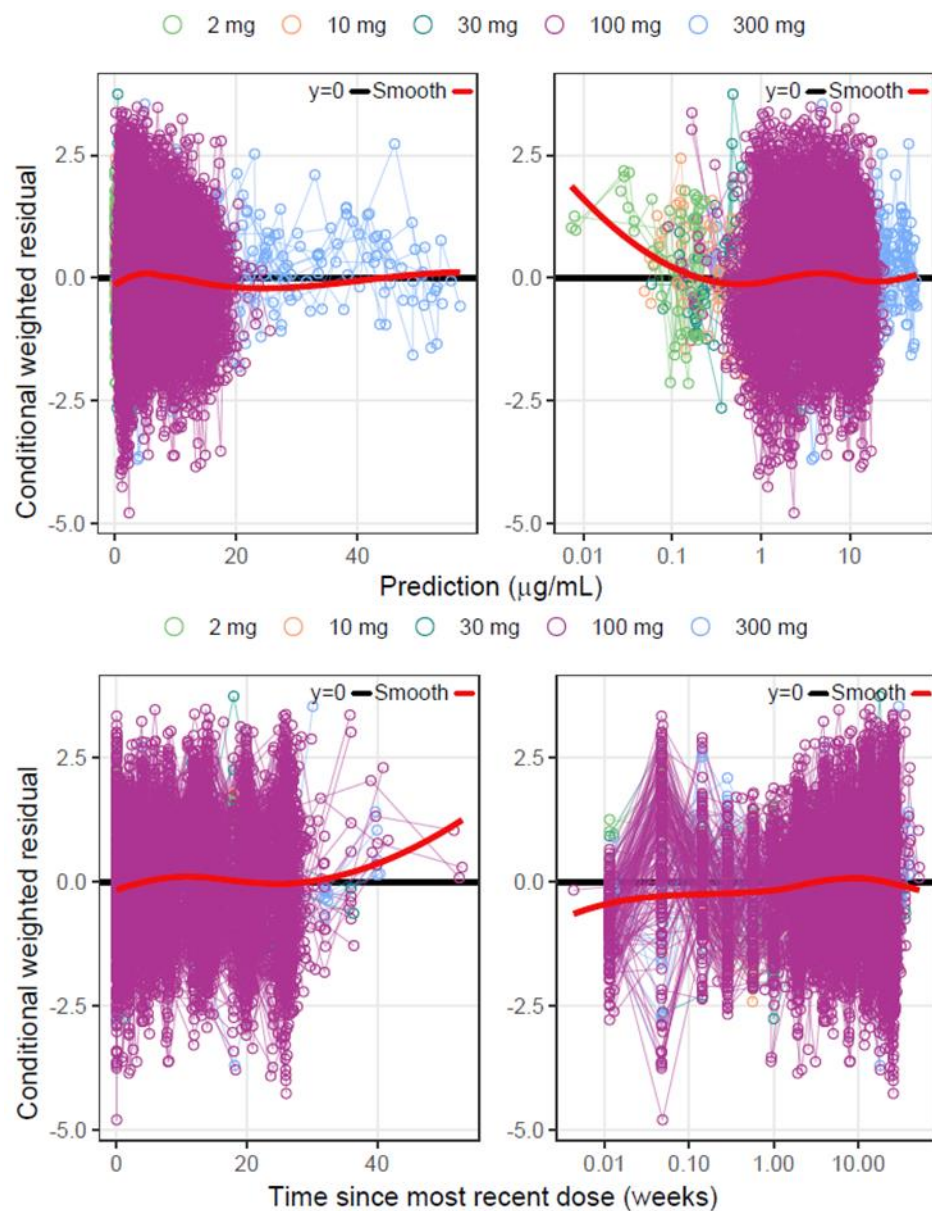 2 mg 10 mg 30 mg 100 mg 300 mg
y=0 Smooth y=0 Smooth
Conditional weighted residual
2.5 2.5
0.0 0.0
-2.5 -2.5
-5.0 -5.0
0 20 40 0.01 0.1 1 10
Prediction (μg/mL)
2 mg 10 mg 30 mg 100 mg 300 mg
y=0 Smooth y=0 Smooth
Conditional weighted residual
2.5 2.5
0.0 0.0
-2.5 -2.5
-5.0 -5.0
0 20 40 0.01 0.10 1.00 10.00
Time since most recent dose (weeks)